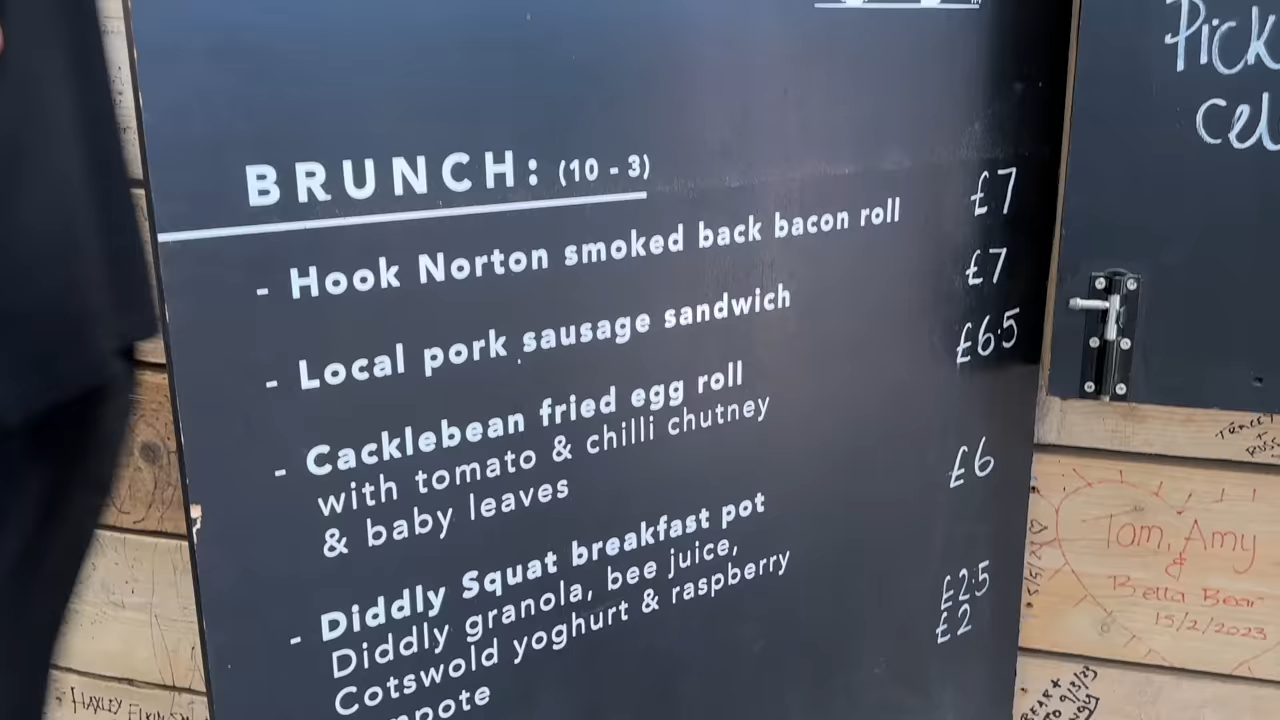 BRUNCH: (10 - 3)
- Hook Norton smoked back bacon roll £7
- Local pork sausage sandwich £7
- Cacklebean fried egg roll £6.5
with tomato & chilli chutney
& baby leaves
- Diddly Squat breakfast pot £6
Diddly granola, bee juice,
Cotswold yoghurt & raspberry
£2.5
£2
Pick
cel
TRACEY
+
Tom, Amy
&
Bella Bear
15/2/2023
HAXLEY